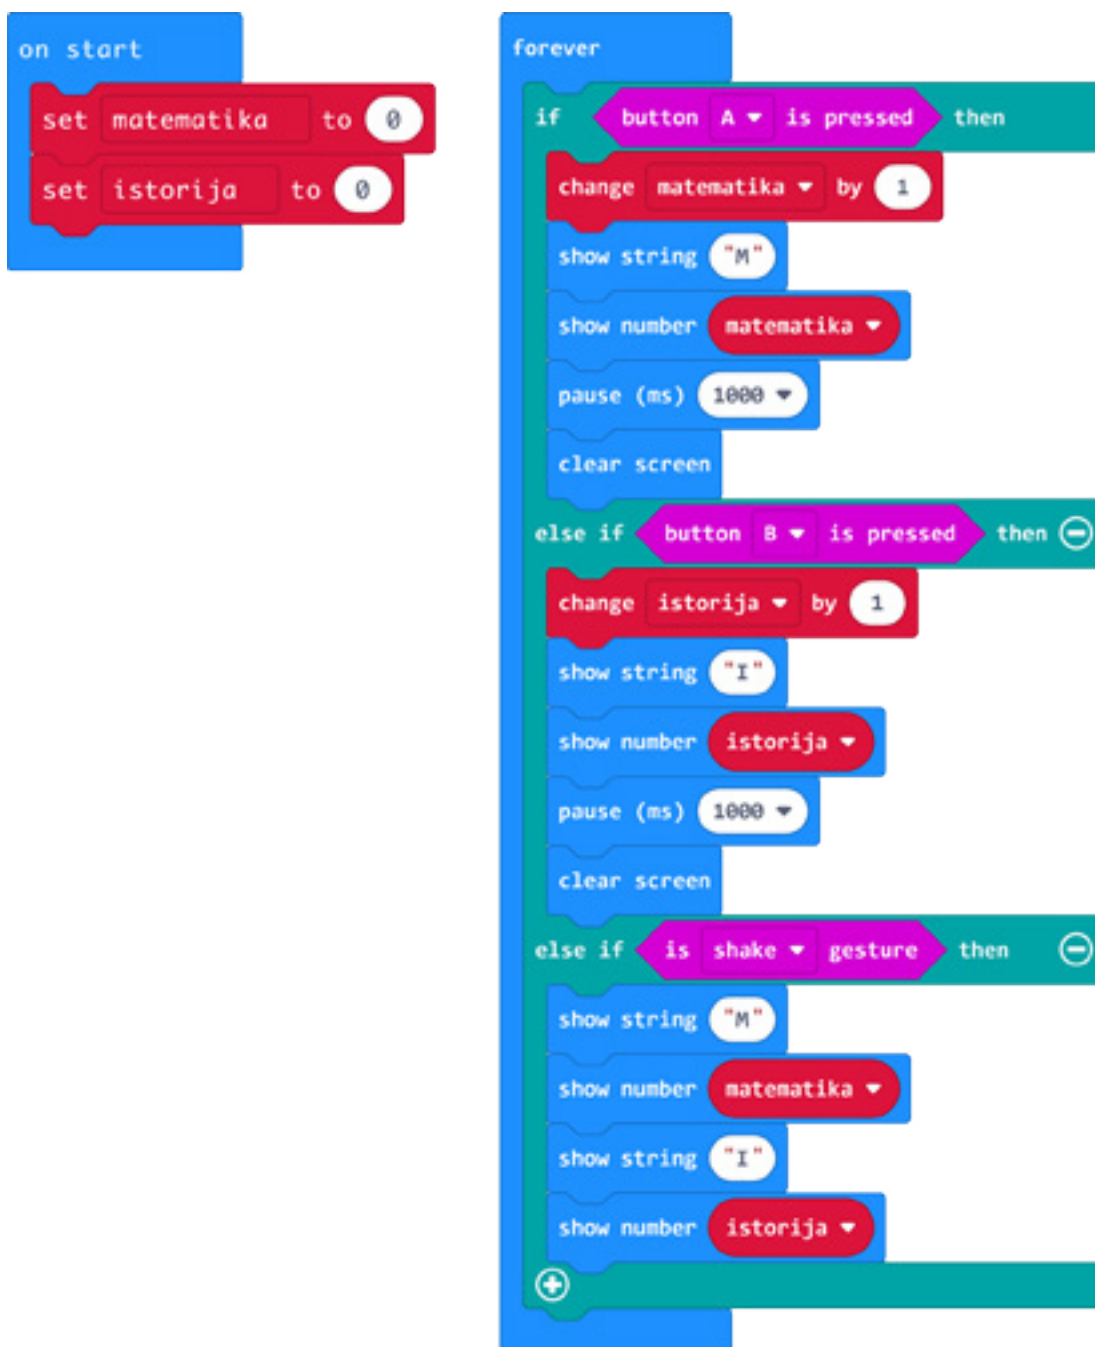 on start
set matematika to 0
set istorija to 0
forever
if button A is pressed then
change matematika by 1
show string "M"
show number matematika
pause (ms) 1000
clear screen
else if button B is pressed then
change istorija by 1
show string "I"
show number istorija
pause (ms) 1000
clear screen
else if is shake gesture then
show string "M"
show number matematika
show string "I"
show number istorija